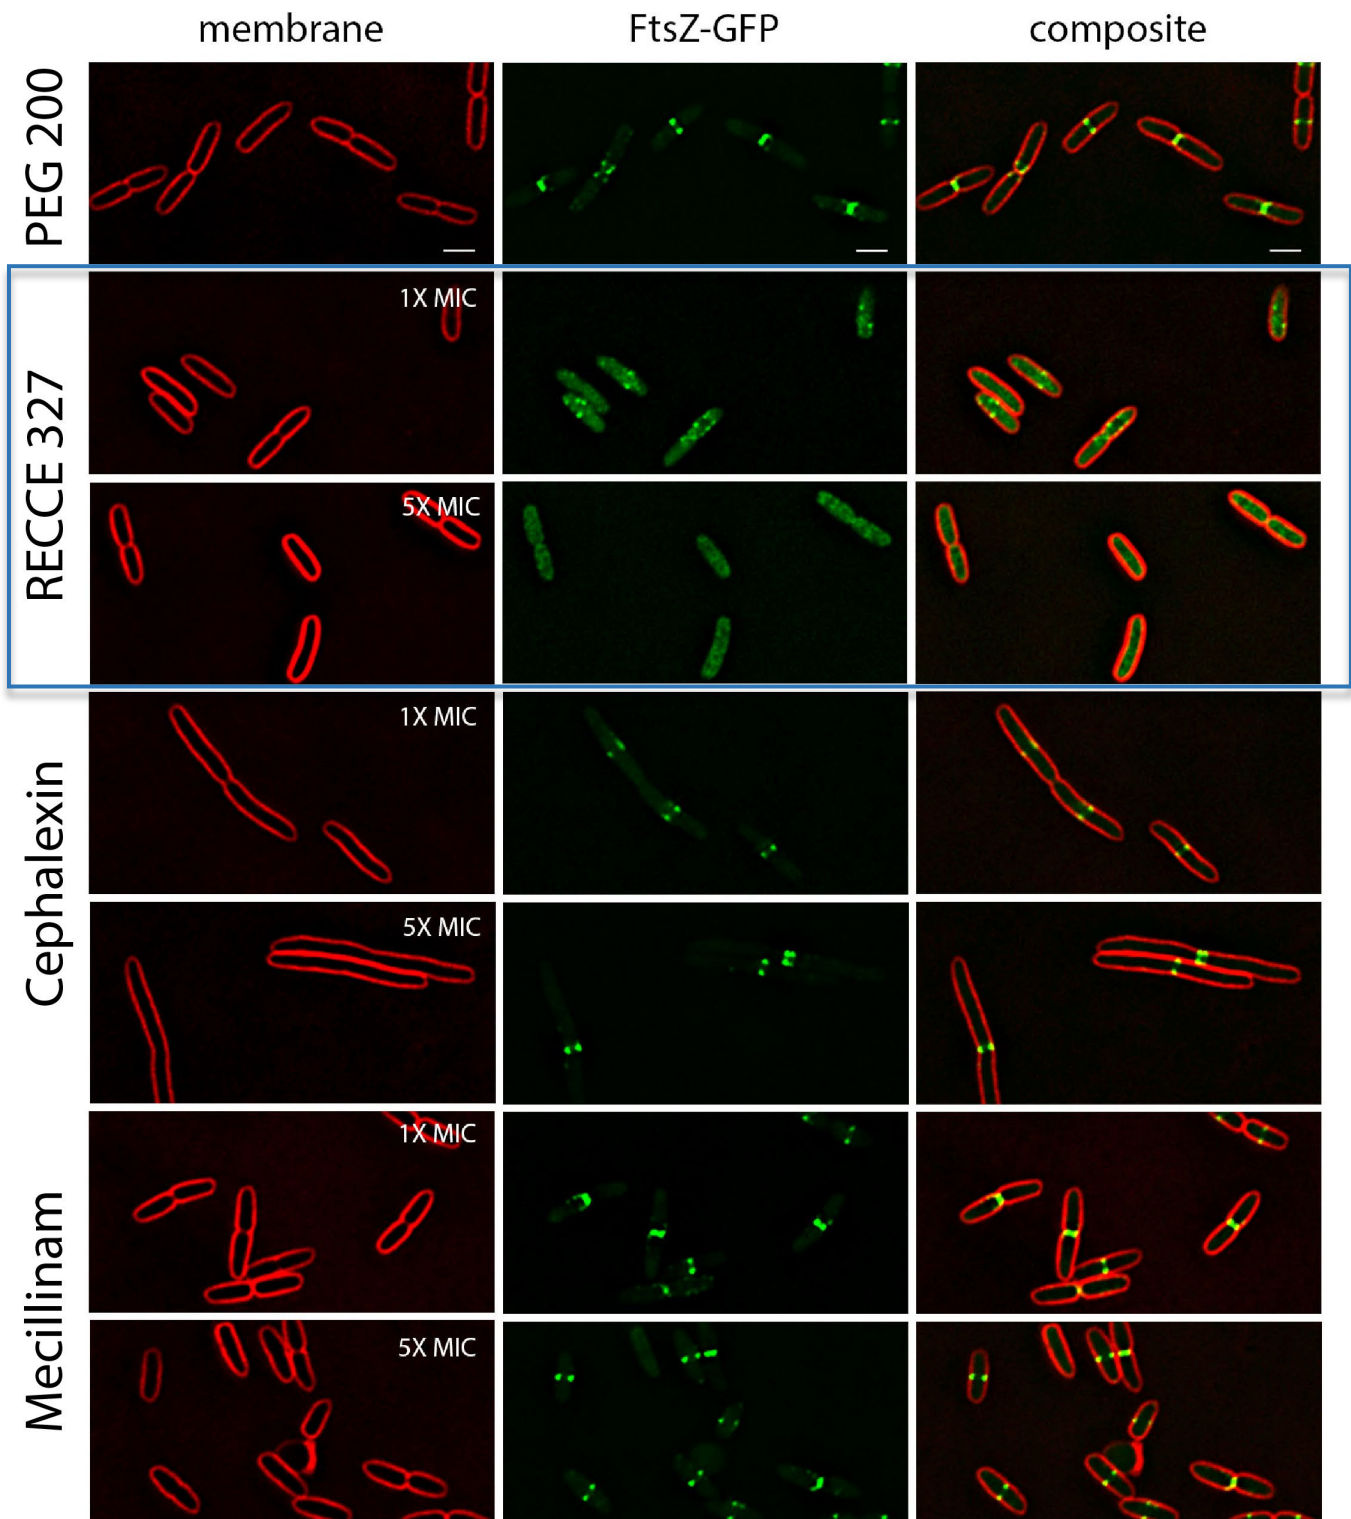 membrane FtsZ-GFP composite
PEG 200
RECCE 327
1X MIC
5X MIC
Cephalexin
1X MIC
5X MIC
Mecillinam
1X MIC
5X MIC